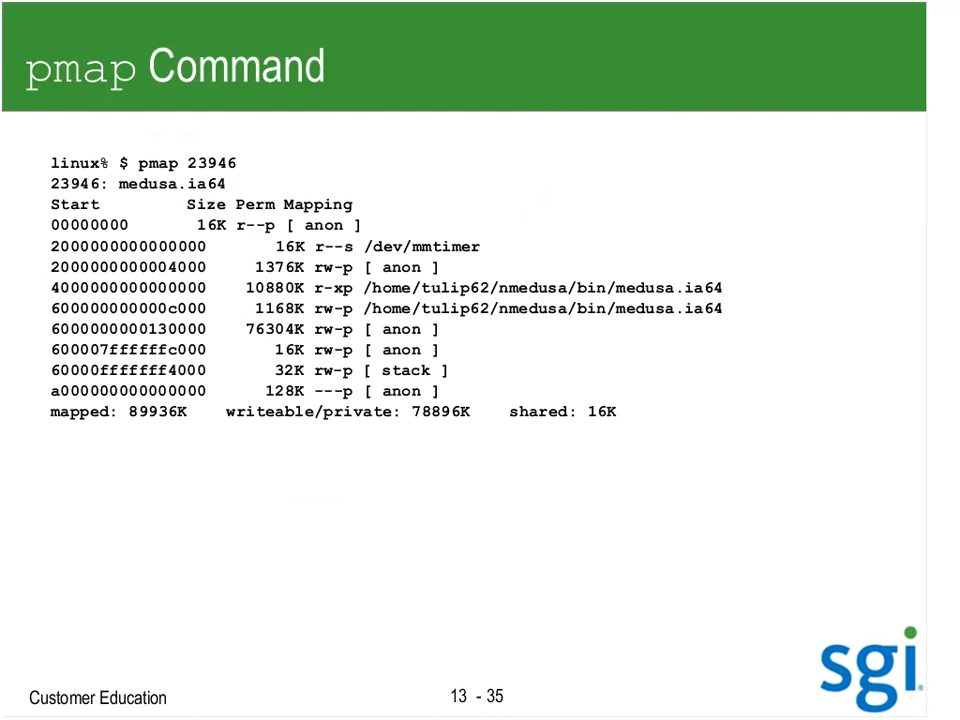 pmap Command
linux% $ pmap 23946
23946: medusa.ia64
Start         Size Perm Mapping
00000000       16K r--p [ anon ]
2000000000000000       16K r--s /dev/mmtimer
2000000000004000     1376K rw-p [ anon ]
4000000000000000    10880K r-xp /home/tulip62/nmedusa/bin/medusa.ia64
600000000000c000     1168K rw-p /home/tulip62/nmedusa/bin/medusa.ia64
6000000000130000    76304K rw-p [ anon ]
600007ffffffc000       16K rw-p [ anon ]
60000fffffff4000       32K rw-p [ stack ]
a000000000000000      128K ---p [ anon ]
mapped: 89936K    writeable/private: 78896K    shared: 16K
sgi
Customer Education
13 - 35